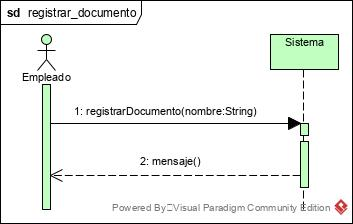 sd registrar_documento
Sistema
Empleado
1: registrarDocumento(nombre:String)
2: mensaje()
Powered By Visual Paradigm Community Edition